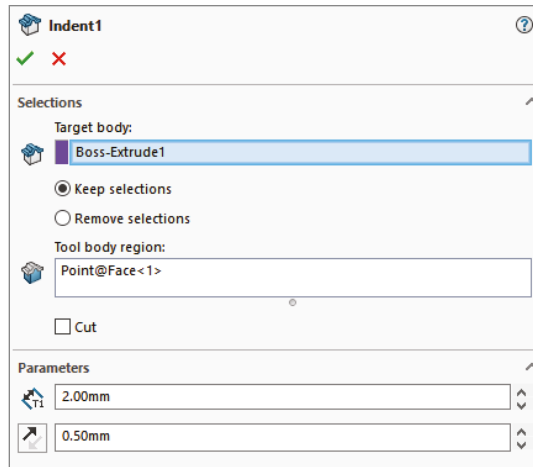 Indent1
?
Selections
Target body:
Boss-Extrude1
Keep selections
Remove selections
Tool body region:
Point@Face<1>
Cut
Parameters
T1
2.00mm
0.50mm